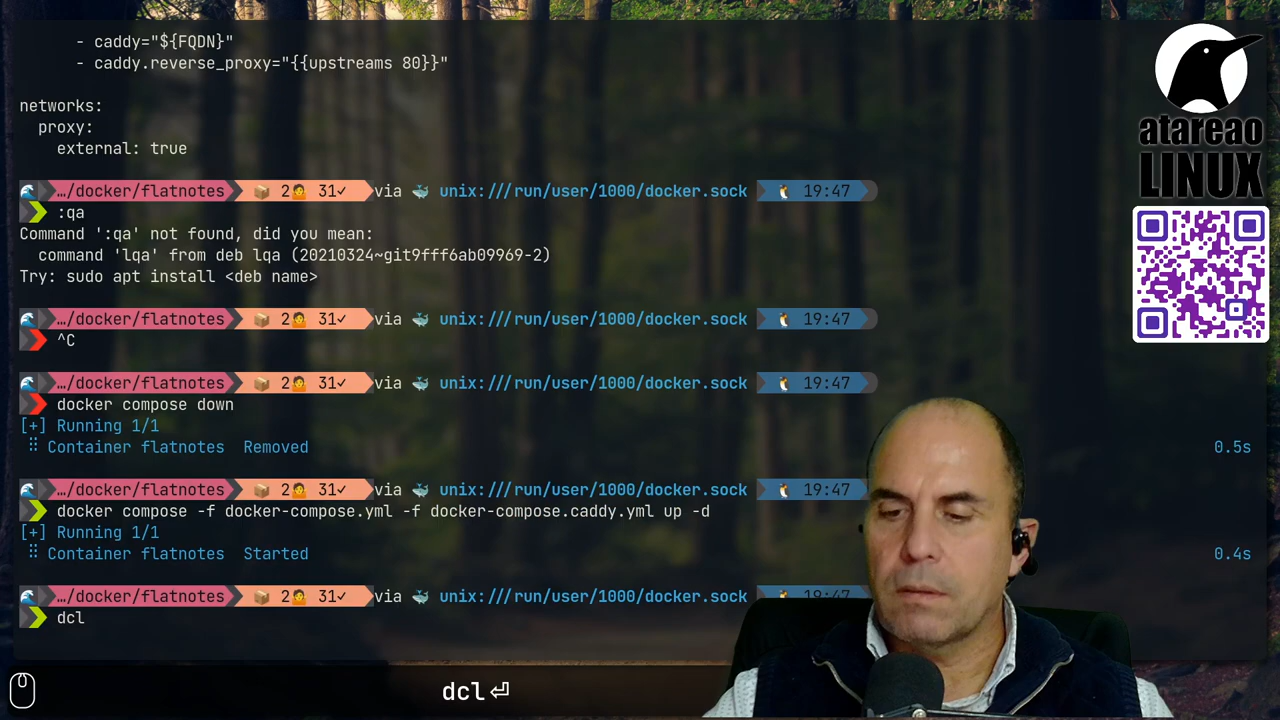 - caddy="${FQDN}"
- caddy.reverse_proxy="{{upstreams 80}}"
networks:
proxy:
external: true
…/docker/flatnotes 2 31✓ via unix:///run/user/1000/docker.sock 19:47
:qa
Command ':qa' not found, did you mean:
command 'lqa' from deb lqa (20210324~git9fff6ab09969-2)
Try: sudo apt install <deb name>
…/docker/flatnotes 2 31✓ via unix:///run/user/1000/docker.sock 19:47
^C
…/docker/flatnotes 2 31✓ via unix:///run/user/1000/docker.sock 19:47
docker compose down
[+] Running 1/1
⠿ Container flatnotes Removed 0.5s
…/docker/flatnotes 2 31✓ via unix:///run/user/1000/docker.sock 19:47
docker compose -f docker-compose.yml -f docker-compose.caddy.yml up -d
[+] Running 1/1
⠿ Container flatnotes Started 0.4s
…/docker/flatnotes 2 31✓ via unix:///run/user/1000/docker.sock 19:47
dcl
dcl⏎
atareao
LINUX